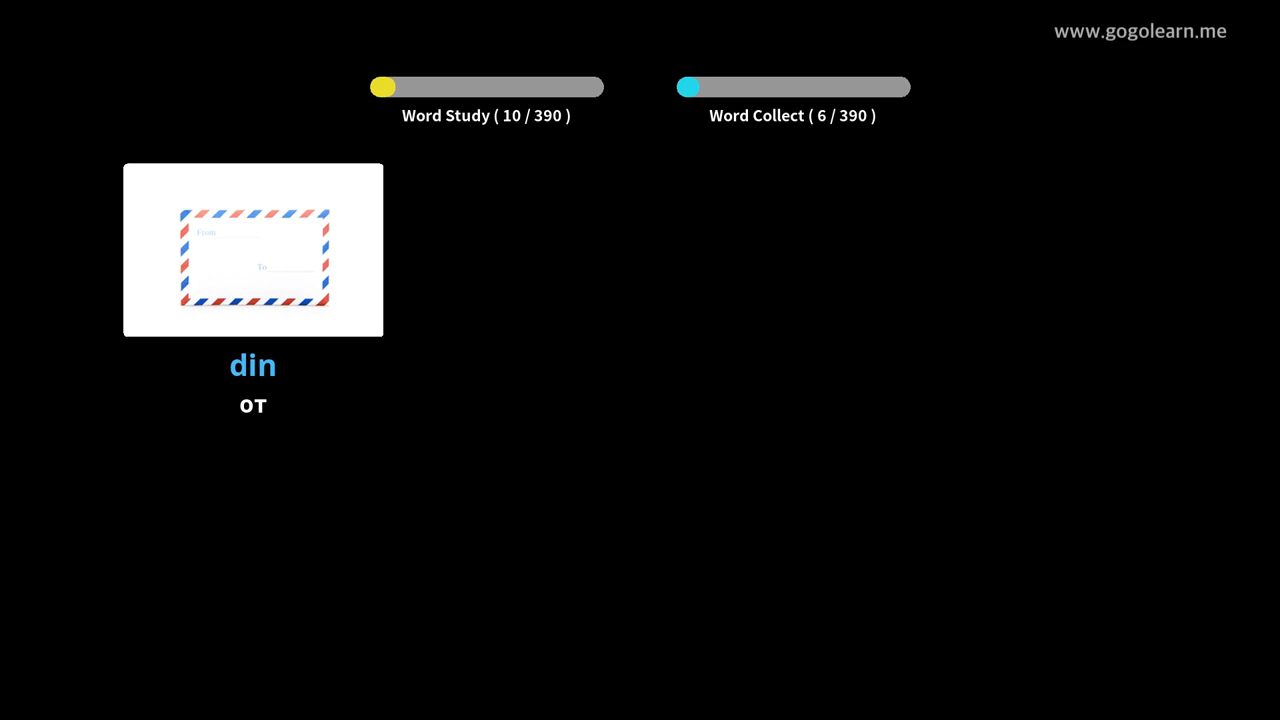 www.gogolearn.me
Word Study ( 10 / 390 )
Word Collect ( 6 / 390 )
From
To
din
от